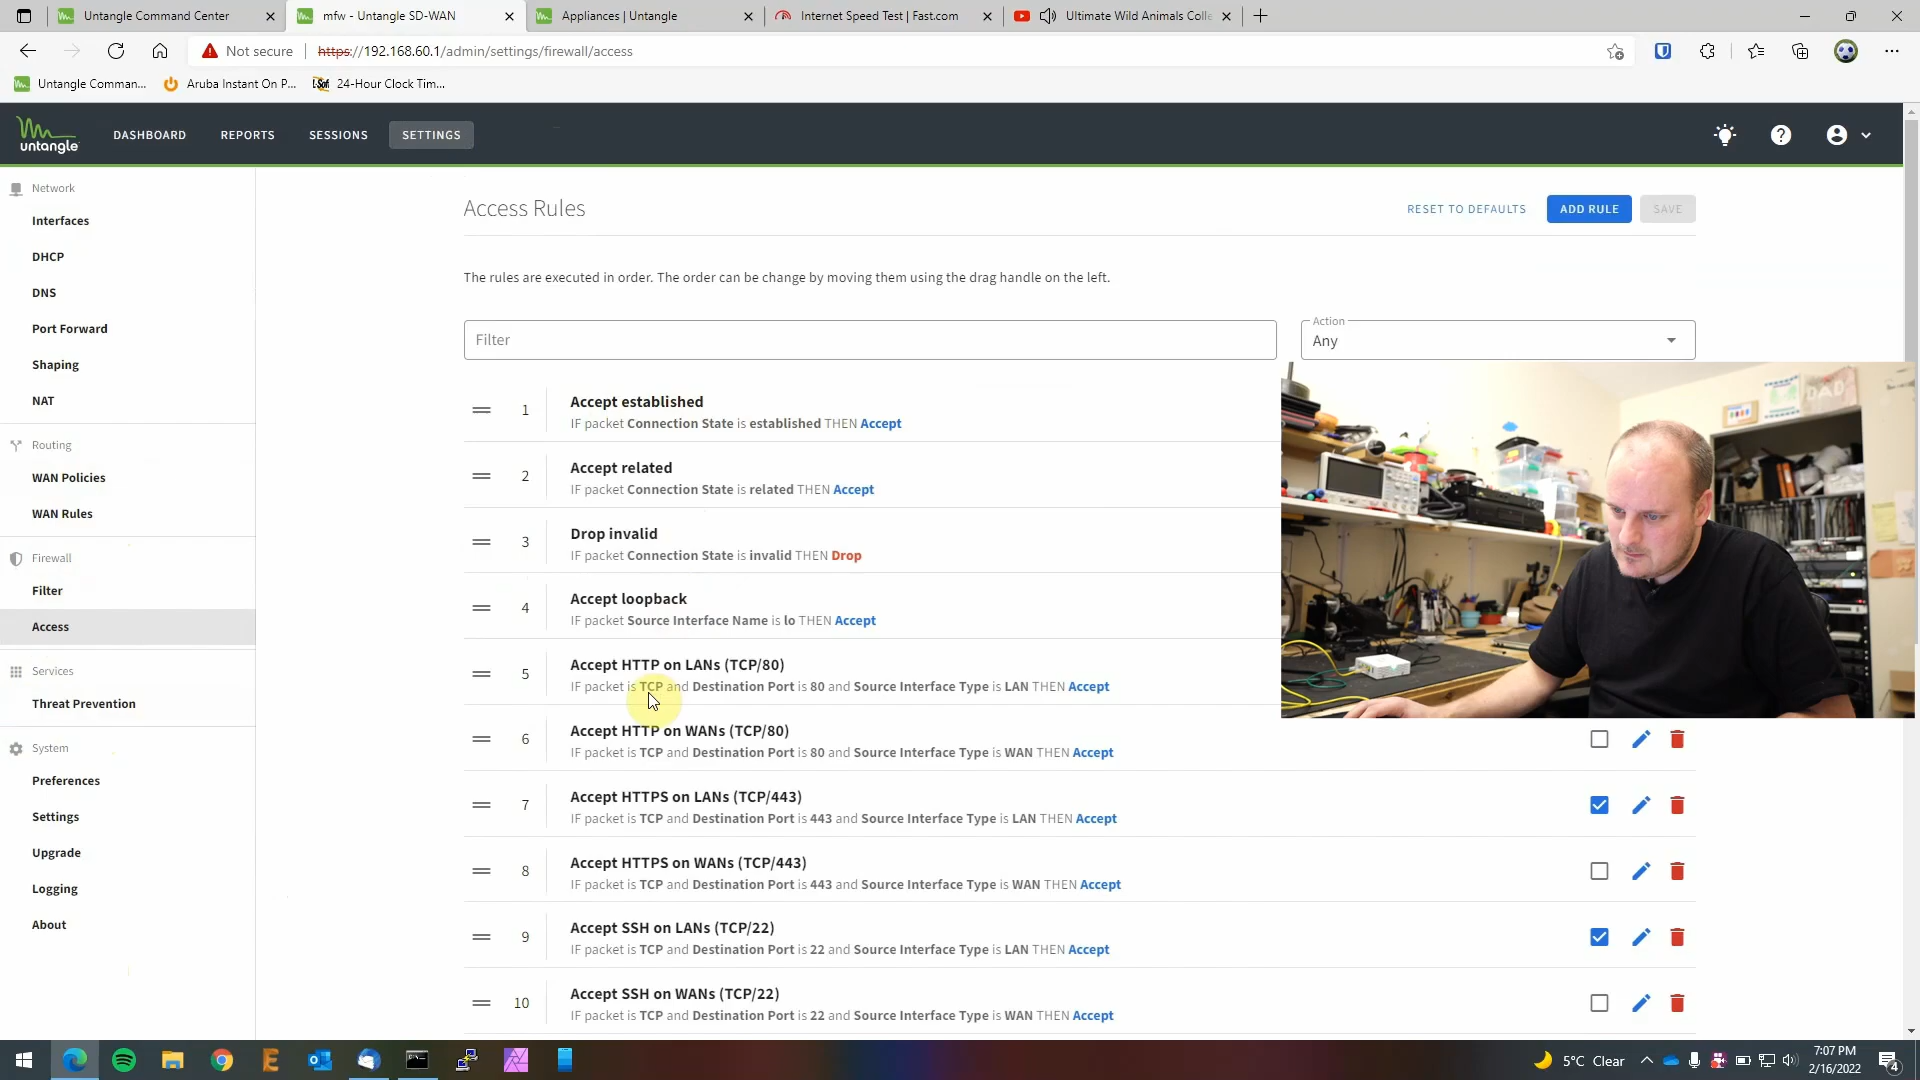 Untangle Command Center
mfw - Untangle SD-WAN
Appliances | Untangle
Internet Speed Test | Fast.com
Ultimate Wild Animals Colle
Not secure
https://192.168.60.1/admin/settings/firewall/access
Untangle Comman...
Aruba Instant On P...
24-Hour Clock Tim...
untangle
DASHBOARD
REPORTS
SESSIONS
SETTINGS
Network
Interfaces
DHCP
DNS
Port Forward
Shaping
NAT
Routing
WAN Policies
WAN Rules
Firewall
Filter
Access
Services
Threat Prevention
System
Preferences
Settings
Upgrade
Logging
About
Access Rules
RESET TO DEFAULTS
ADD RULE
SAVE
The rules are executed in order. The order can be change by moving them using the drag handle on the left.
Filter
Action
Any
1
Accept established
IF packet Connection State is established THEN Accept
2
Accept related
IF packet Connection State is related THEN Accept
3
Drop invalid
IF packet Connection State is invalid THEN Drop
4
Accept loopback
IF packet Source Interface Name is lo THEN Accept
5
Accept HTTP on LANs (TCP/80)
IF packet is TCP and Destination Port is 80 and Source Interface Type is LAN THEN Accept
6
Accept HTTP on WANs (TCP/80)
IF packet is TCP and Destination Port is 80 and Source Interface Type is WAN THEN Accept
7
Accept HTTPS on LANs (TCP/443)
IF packet is TCP and Destination Port is 443 and Source Interface Type is LAN THEN Accept
8
Accept HTTPS on WANs (TCP/443)
IF packet is TCP and Destination Port is 443 and Source Interface Type is WAN THEN Accept
9
Accept SSH on LANs (TCP/22)
IF packet is TCP and Destination Port is 22 and Source Interface Type is LAN THEN Accept
10
Accept SSH on WANs (TCP/22)
IF packet is TCP and Destination Port is 22 and Source Interface Type is WAN THEN Accept
DAD
5°C Clear
7:07 PM
2/16/2022
4